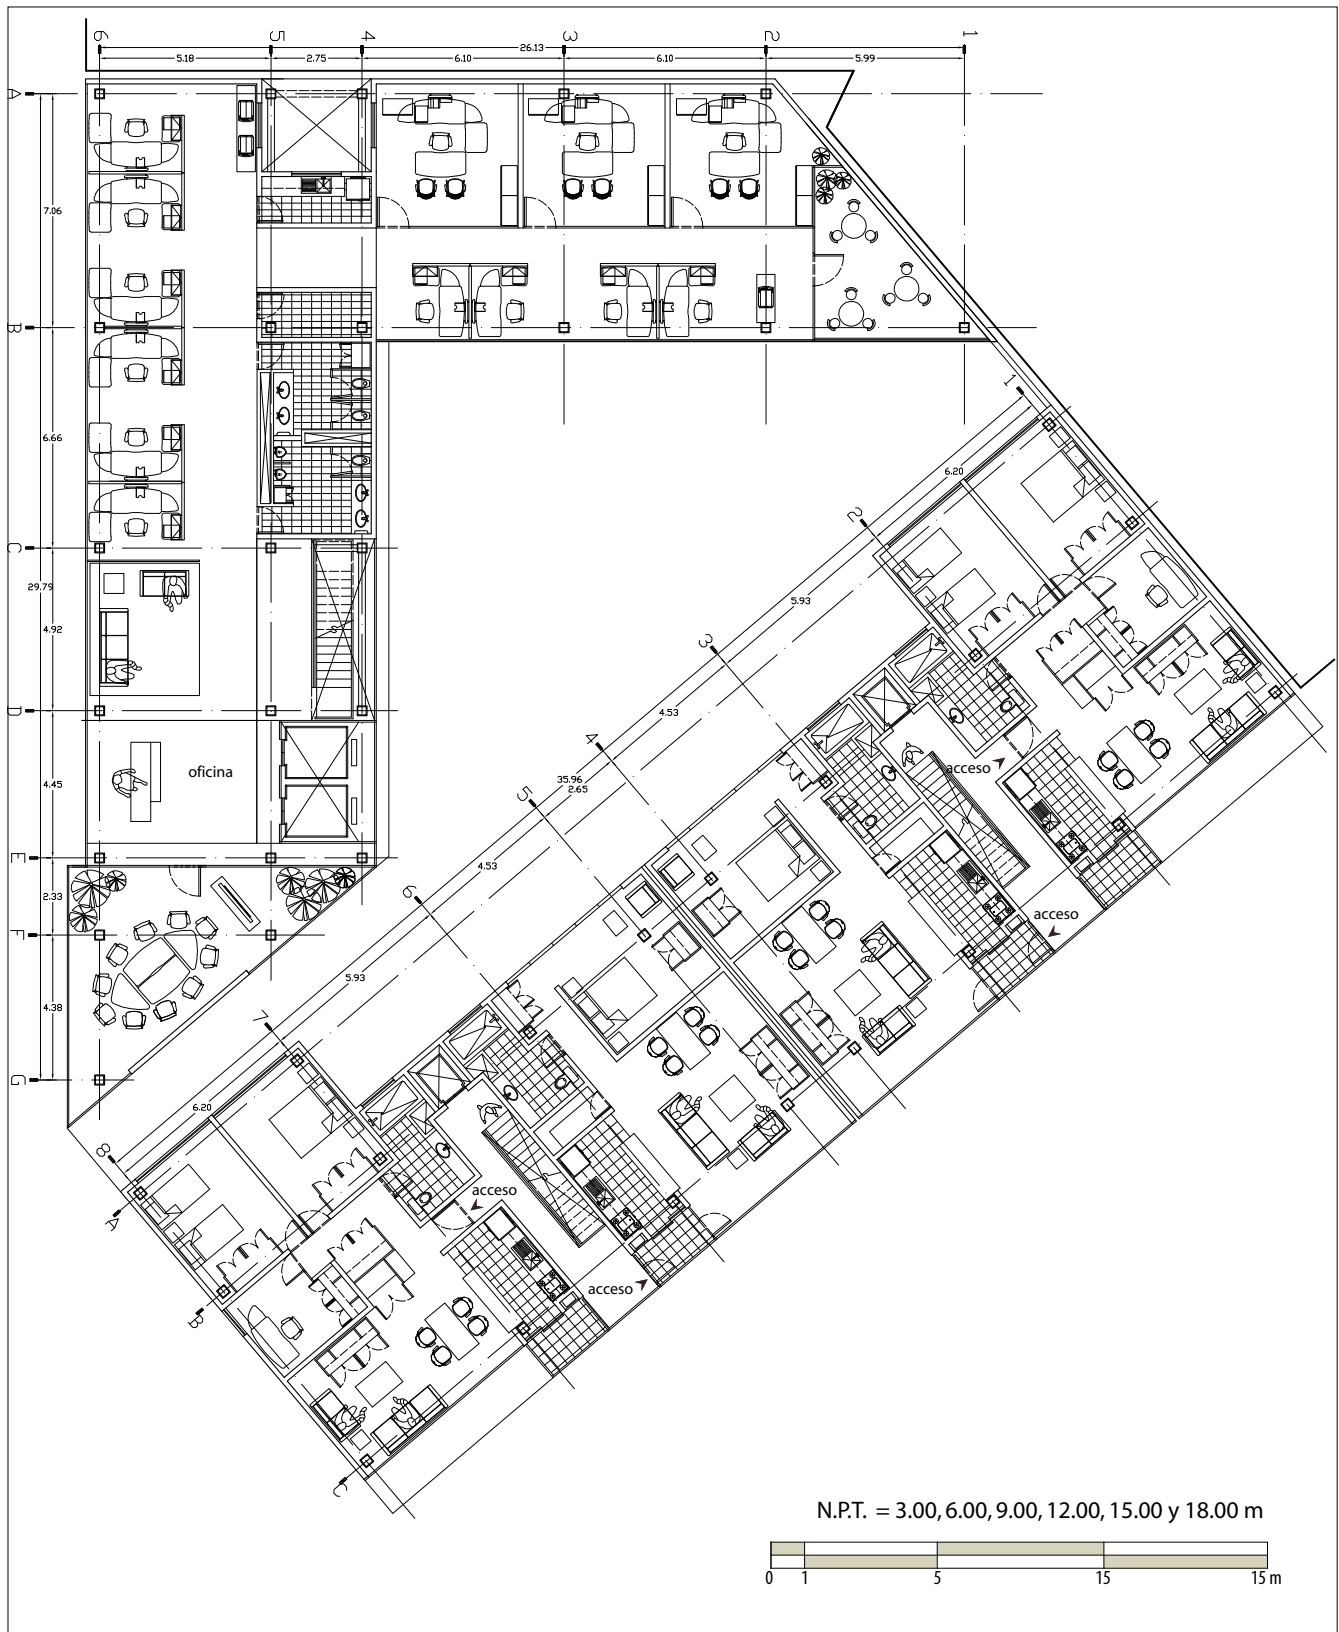 6 5 4 3 2 1
26.13
5.18 2.75 6.10 6.10 5.99
A
7.06
B
6.66
C
29.79
4.92
D
4.45
E
2.33
F
4.38
G
oficina
1
6.20
2
5.93
3
4.53
4
35.96
2.65
5
4.53
6
5.93
7
6.20
8
A
B
C
S
S
acceso
acceso
acceso
acceso
N.P.T. = 3.00, 6.00, 9.00, 12.00, 15.00 y 18.00 m
0 1 5 15 15 m